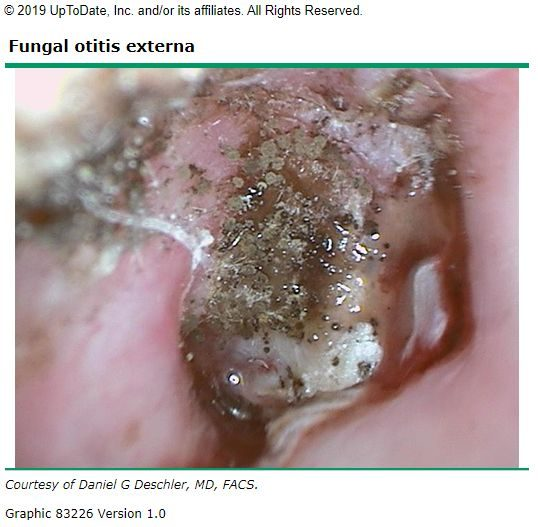 © 2019 UpToDate, Inc. and/or its affiliates. All Rights Reserved.
Fungal otitis externa
Courtesy of Daniel G Deschler, MD, FACS.
Graphic 83226 Version 1.0